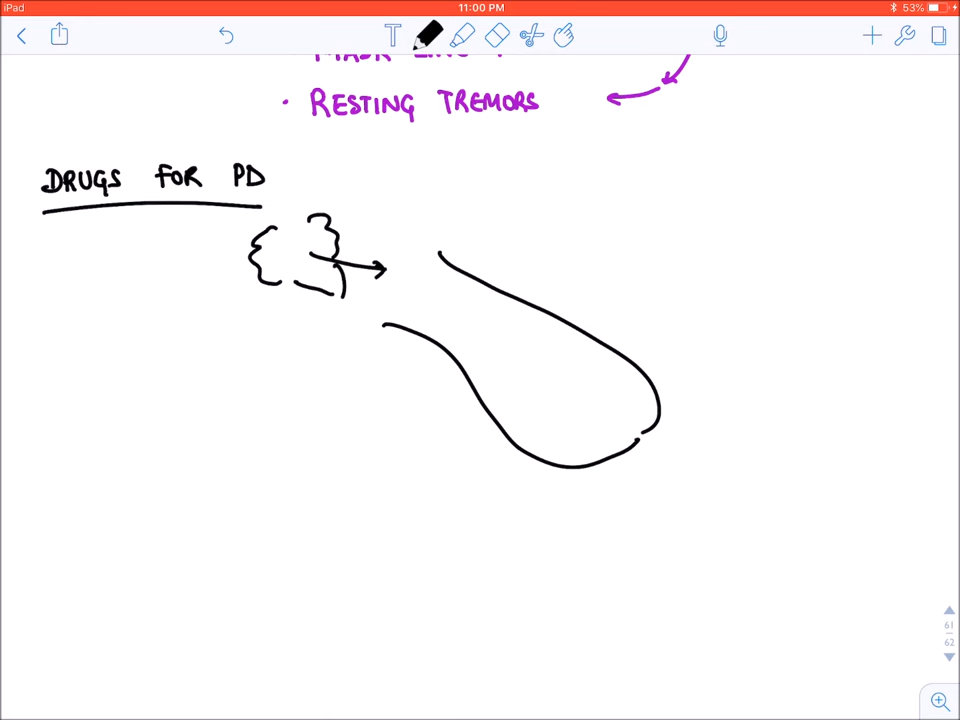 iPad
11:00 PM
53%
T
• RESTING TREMORS
DRUGS FOR PD
61
62